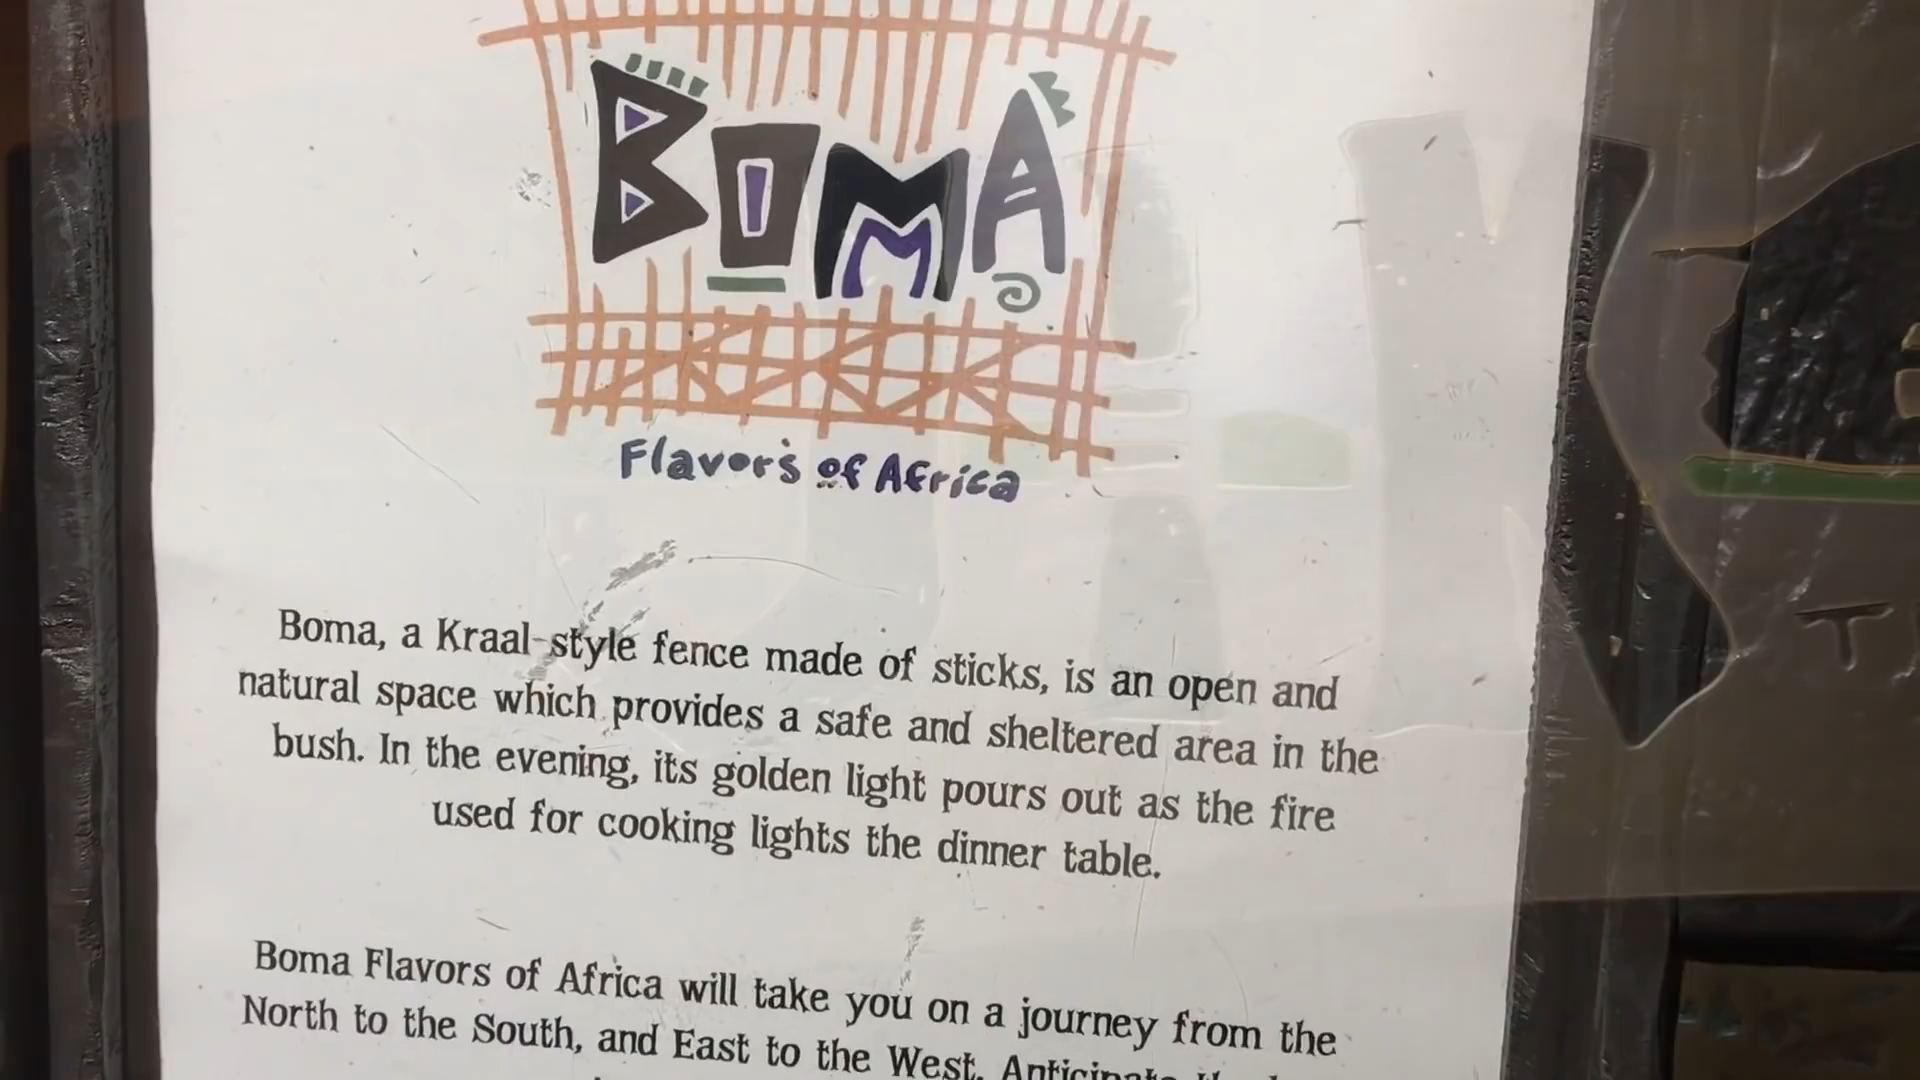 BOMA
Flavors of Africa
Boma, a Kraal-style fence made of sticks, is an open and
natural space which provides a safe and sheltered area in the
bush. In the evening, its golden light pours out as the fire
used for cooking lights the dinner table.
Boma Flavors of Africa will take you on a journey from the
North to the South, and East to the West. Anticipate